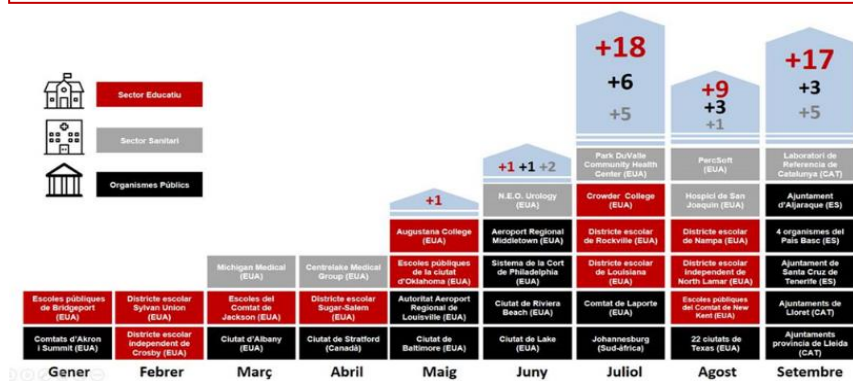 Sector Educatiu
Sector Sanitari
Organismes Públics
Escoles públiques
de Bridgeport
(EUA)
Comtats d'Akron
i Summit (EUA)
Gener
Districte escolar
Sylvan Union
(EUA)
Districte escolar
independent de
Crosby (EUA)
Febrer
Michigan Medical
(EUA)
Escoles del
Comtat de
Jackson (EUA)
Ciutat d'Albany
(EUA)
Març
Centrelake Medical
Group (EUA)
Districte escolar
Sugar-Salem
(EUA)
Ciutat de Stratford
(Canadà)
Abril
+1
Augustana College
(EUA)
Escoles públiques
de la ciutat
d'Oklahoma (EUA)
Autoritat Aeroport
Regional de
Louisville (EUA)
Ciutat de
Baltimore (EUA)
Maig
+1 +1 +2
N.E.O. Urology
(EUA)
Aeroport Regional
Middletown (EUA)
Sistema de la Cort
de Philadelphia
(EUA)
Ciutat de Riviera
Beach (EUA)
Ciutat de Lake
(EUA)
Juny
+18
+6
+5
Park DuValle
Community Health
Center (EUA)
Crowder College
(EUA)
Districte escolar
de Rockville (EUA)
Districte escolar
de Louisiana
(EUA)
Comtat de Laporte
(EUA)
Johannesburg
(Sud-àfrica)
Juliol
+9
+3
+1
PercSoft
(EUA)
Hospici de San
Joaquin (EUA)
Districte escolar
de Nampa (EUA)
Districte escolar
independent de
North Lamar (EUA)
Escoles públiques
del Comtat de New
Kent (EUA)
22 ciutats de
Texas (EUA)
Agost
+17
+3
+5
Laboratori de
Referencia de
Catalunya (CAT)
Ajuntament
d'Aljaraque (ES)
4 organismes del
País Basc (ES)
Ajuntament de
Santa Cruz de
Tenerife (ES)
Ajuntaments de
Lloret (CAT)
Ajuntaments
província de Lleida
(CAT)
Setembre